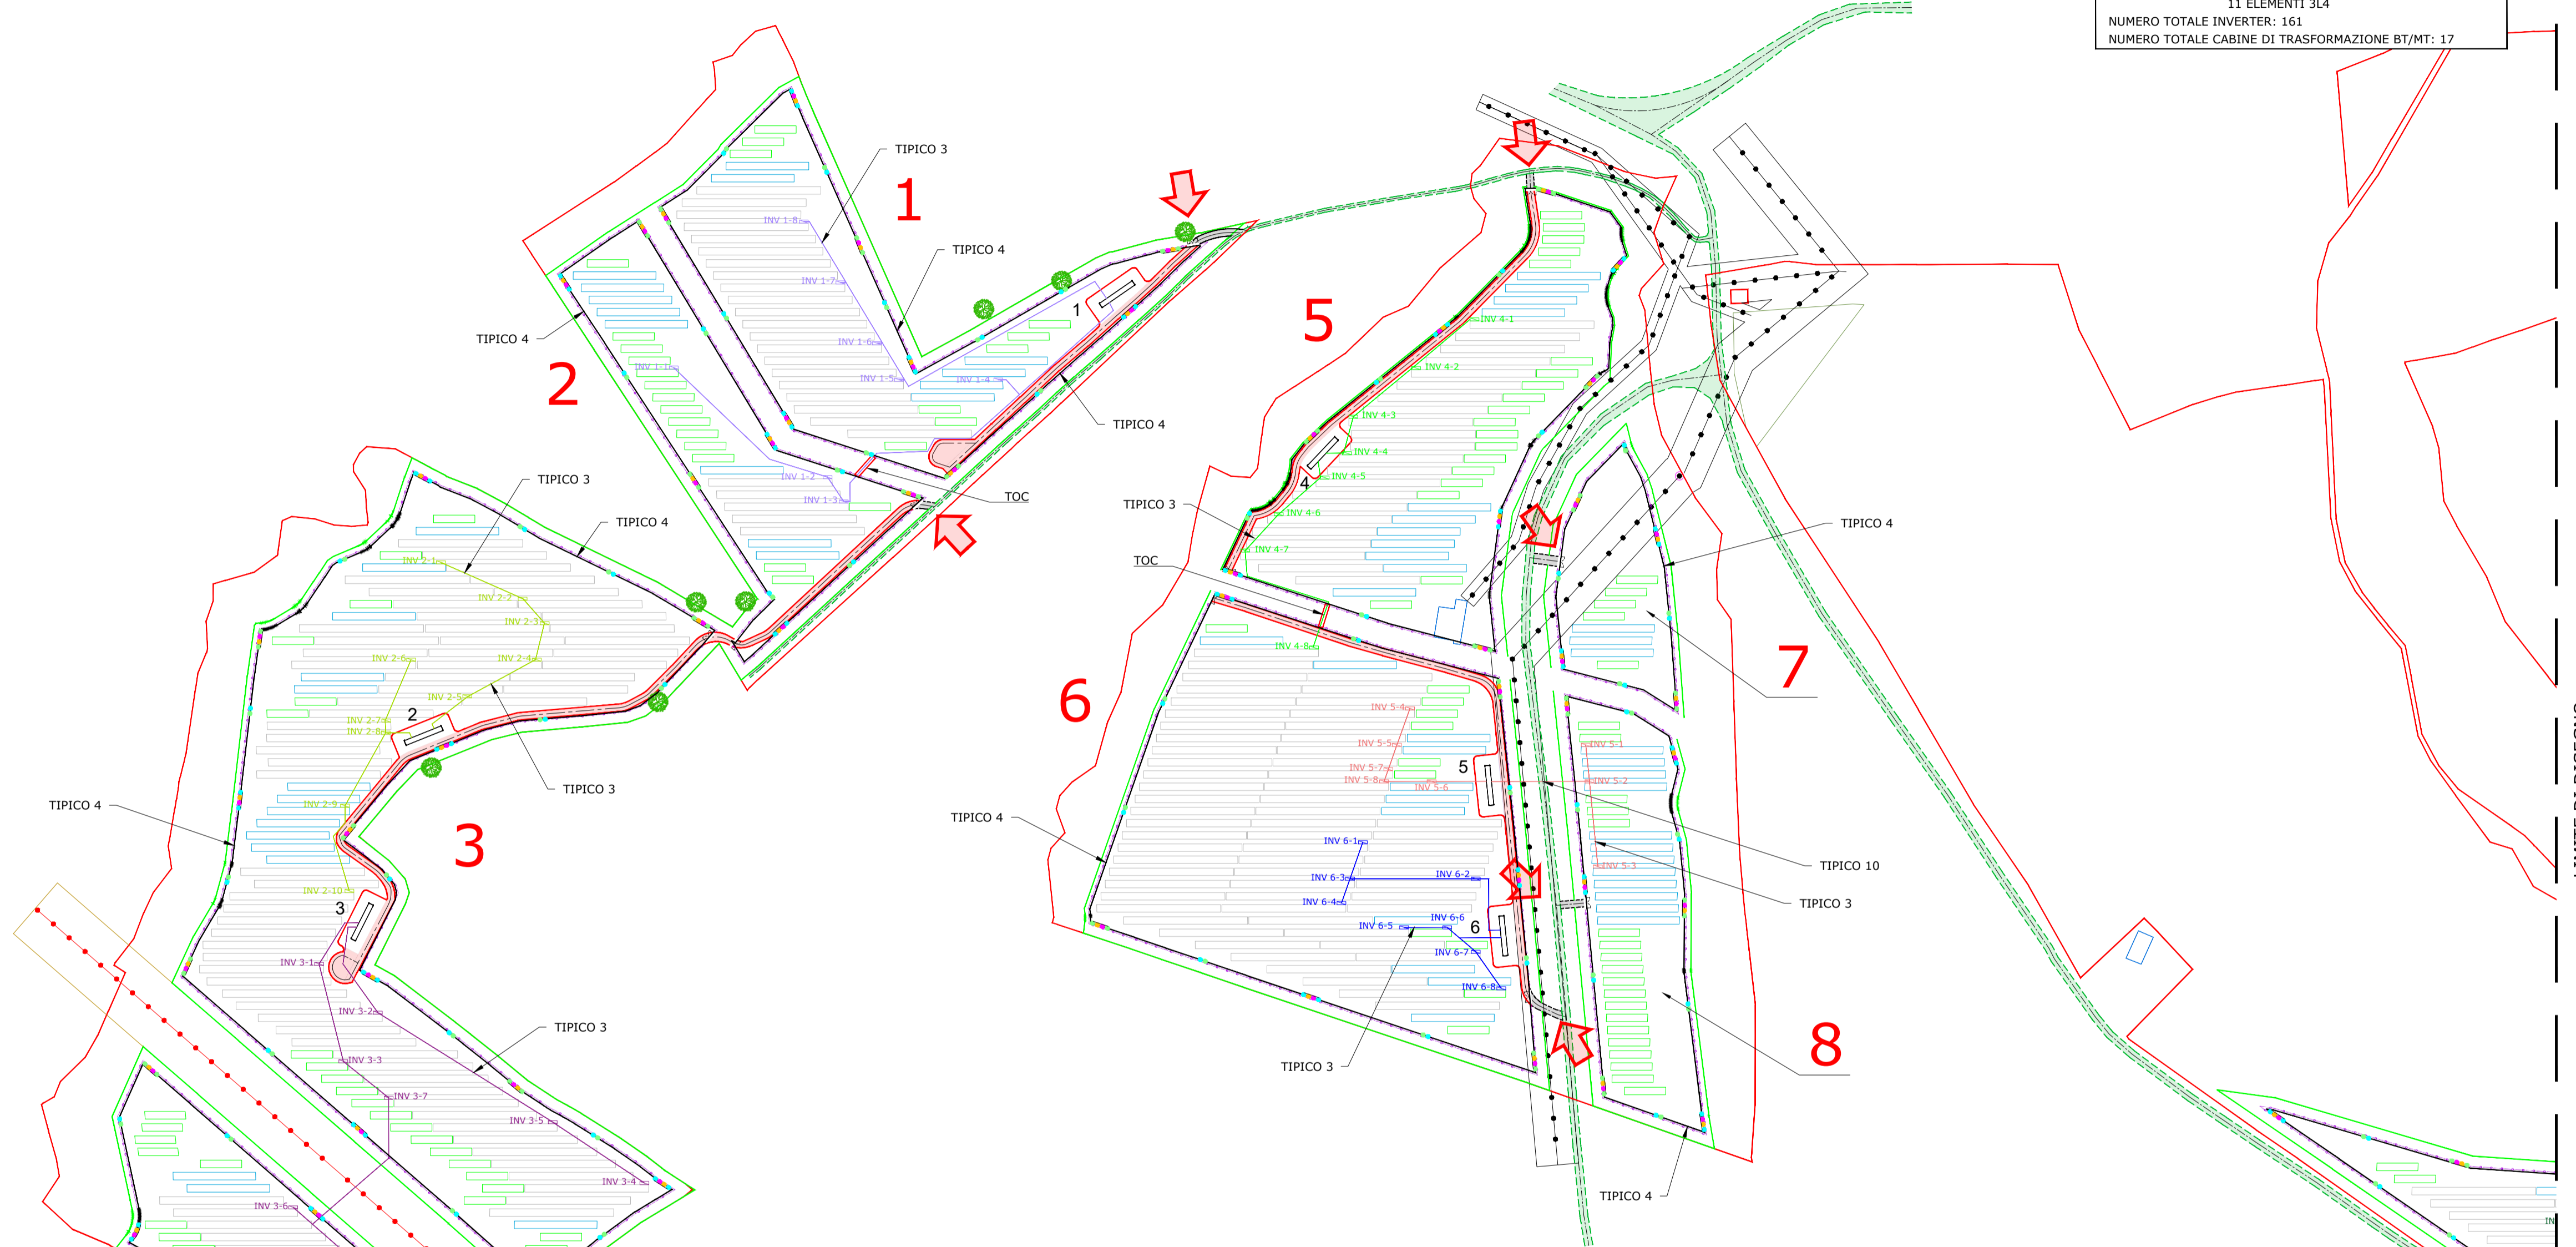 11 ELEMENTI 3L4
NUMERO TOTALE INVERTER: 161
NUMERO TOTALE CABINE DI TRASFORMAZIONE BT/MT: 17
TIPICO 3
1
INV 1-8
TIPICO 4
INV 1-7
1
TIPICO 4
INV 1-6
2
INV 1-1
INV 1-5
INV 1-4
TIPICO 4
INV 1-2
INV 1-3
TOC
TIPICO 3
TIPICO 4
INV 2-1
INV 2-2
INV 2-3
INV 2-6
INV 2-4
INV 2-5
2
INV 2-7
INV 2-8
TIPICO 3
TIPICO 4
INV 2-9
3
INV 2-10
3
INV 3-1
INV 3-2
TIPICO 3
INV 3-3
INV 3-7
INV 3-5
INV 3-4
INV 3-6
5
INV 4-1
INV 4-2
INV 4-3
INV 4-4
4
INV 4-5
TIPICO 3
INV 4-6
INV 4-7
TOC
INV 4-8
TIPICO 4
7
6
INV 5-4
INV 5-5
INV 5-7
INV 5-8
INV 5-6
5
INV 5-1
INV 5-2
TIPICO 4
INV 6-1
INV 5-3
TIPICO 10
INV 6-3
INV 6-2
INV 6-4
TIPICO 3
INV 6-5
INV 6-6
6
INV 6-7
INV 6-8
TIPICO 3
8
TIPICO 4
IN